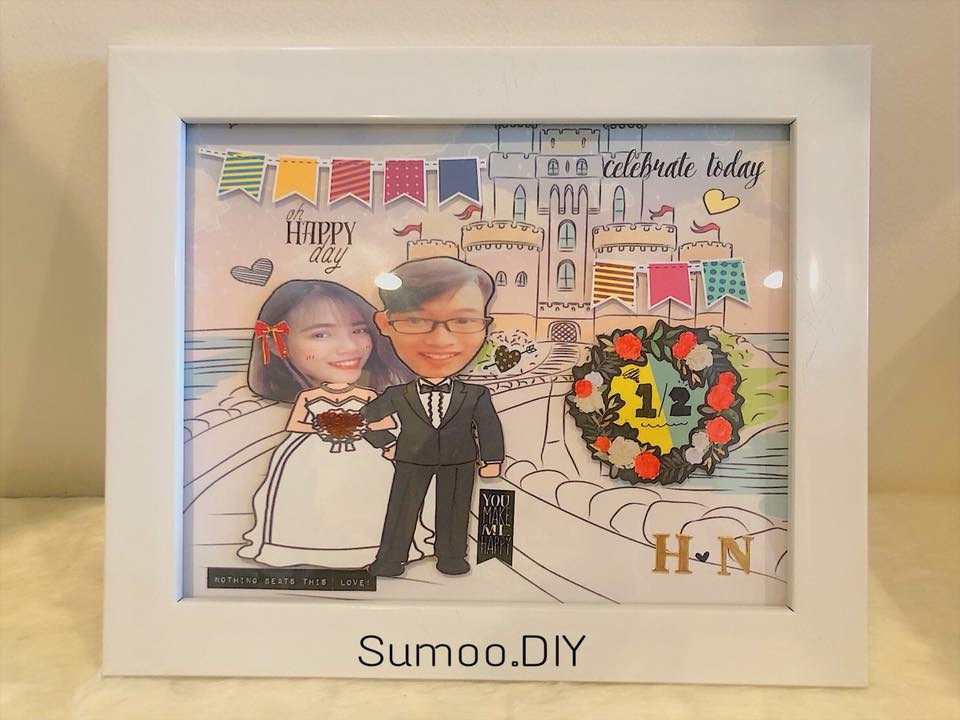 celebrate today
oh
HAPPY
day
1/2
YOU
MAKE
ME
HAPPY
H N
NOTHING BEATS THIS LOVE!
Sumoo.DIY